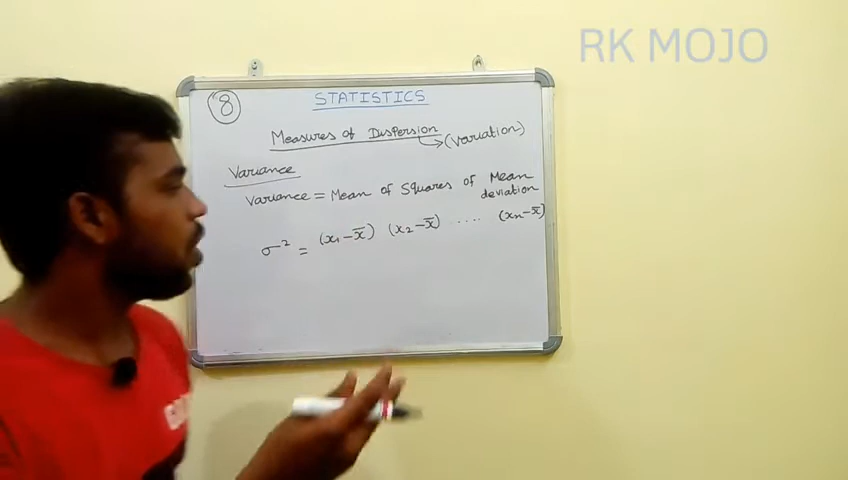 RK MOJO
8 STATISTICS
Measures of Dispersion
(variation)
Variance
Variance = Mean of Squares of Mean
deviation
σ² = (x₁ - x̅) (x₂ - x̅) .... (xₙ - x̅)